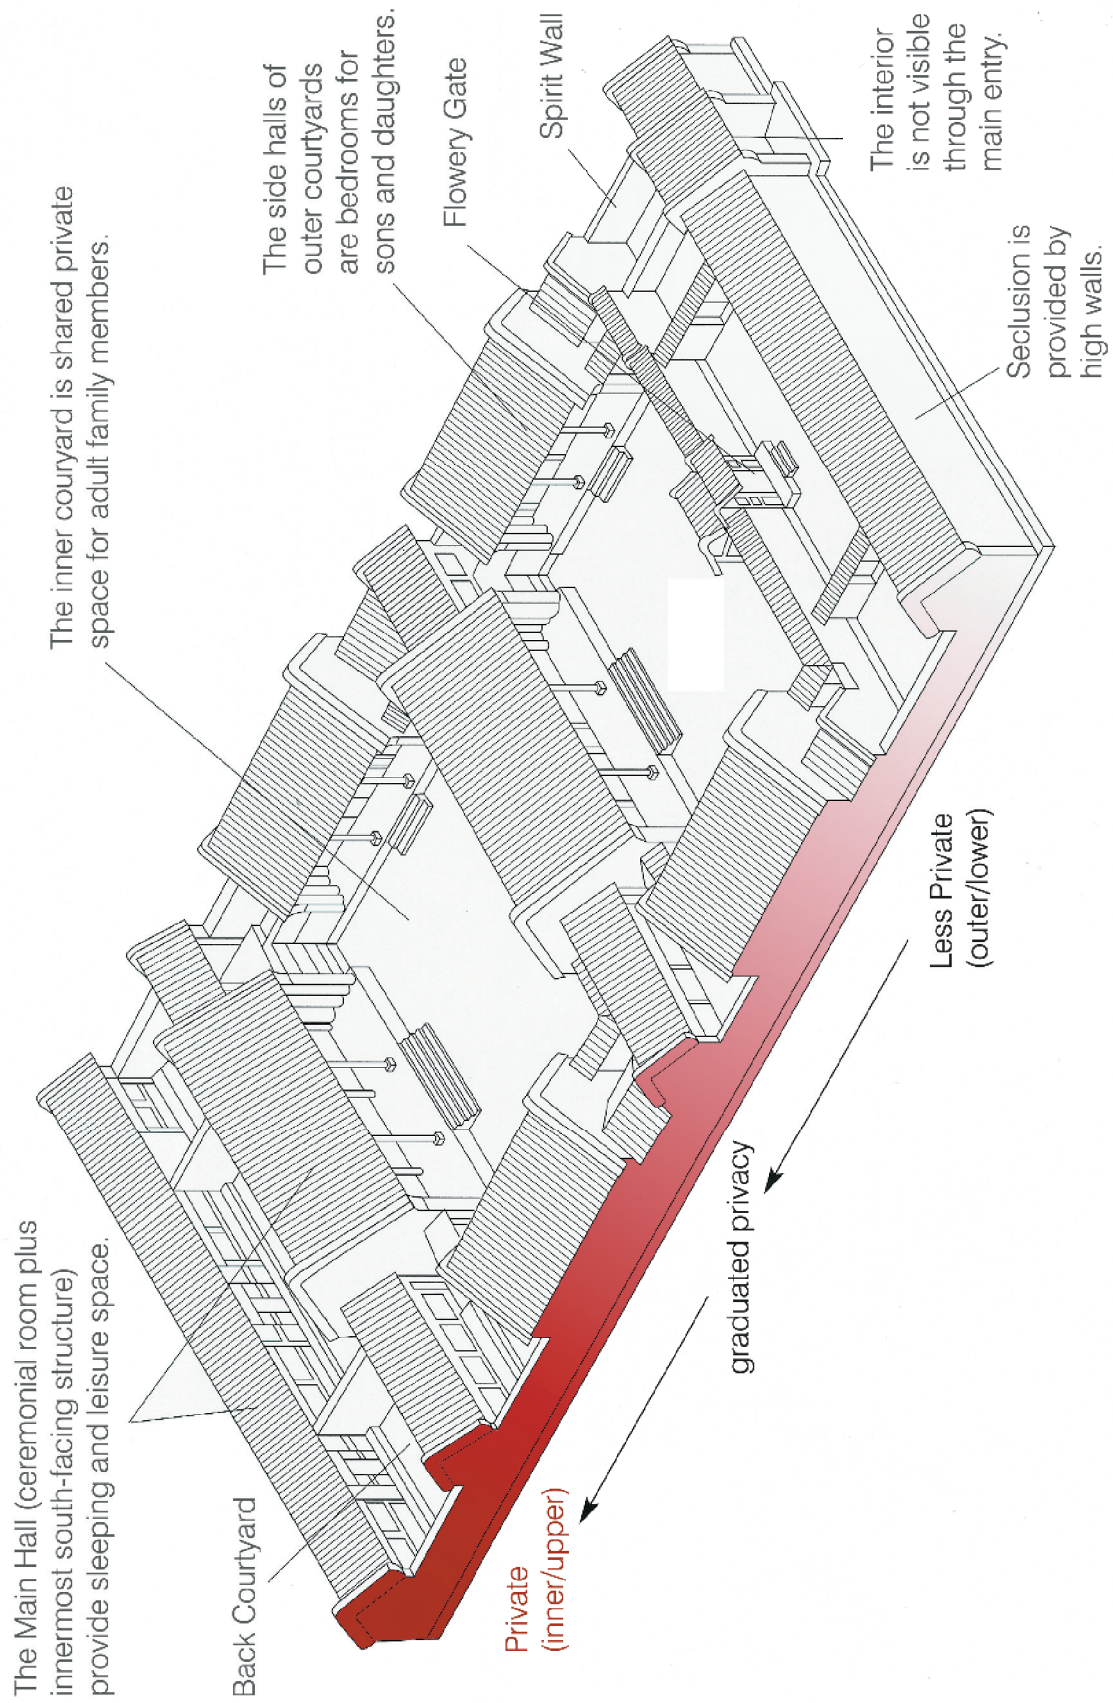 The Main Hall (ceremonial room plus
innermost south-facing structure)
provide sleeping and leisure space.
Back Courtyard
The inner couryard is shared private
space for adult family members.
The side halls of
outer courtyards
are bedrooms for
sons and daughters.
Flowery Gate
Spirit Wall
The interior
is not visible
through the
main entry.
Seclusion is
provided by
high walls.
Private
(inner/upper)
graduated privacy
Less Private
(outer/lower)